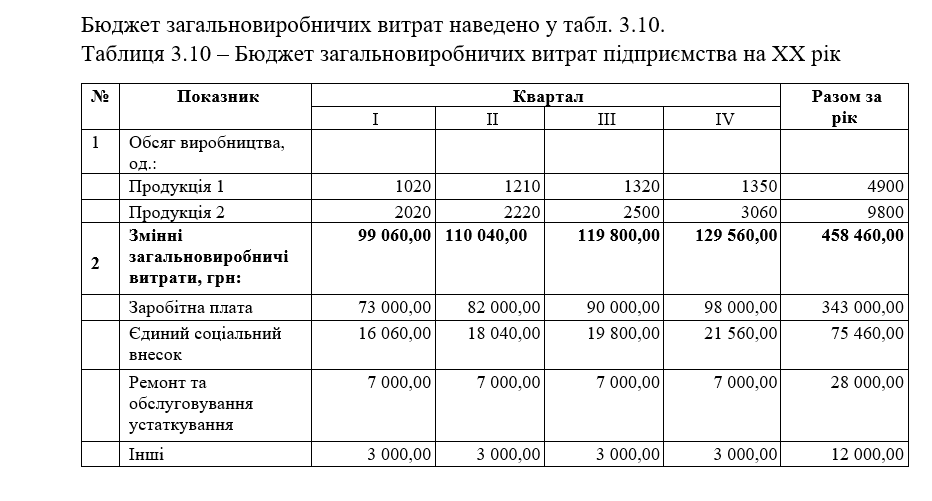 Бюджет загальновиробничих витрат наведено у табл. 3.10.
Таблиця 3.10 – Бюджет загальновиробничих витрат підприємства на ХХ рік
№ Показник Квартал Разом за рік
I II III IV
1 Обсяг виробництва,
од.:
Продукція 1 1020 1210 1320 1350 4900
Продукція 2 2020 2220 2500 3060 9800
2 Змінні 99 060,00 110 040,00 119 800,00 129 560,00 458 460,00
загальновиробничі
витрати, грн:
Заробітна плата 73 000,00 82 000,00 90 000,00 98 000,00 343 000,00
Єдиний соціальний 16 060,00 18 040,00 19 800,00 21 560,00 75 460,00
внесок
Ремонт та 7 000,00 7 000,00 7 000,00 7 000,00 28 000,00
обслуговування
устаткування
Інші 3 000,00 3 000,00 3 000,00 3 000,00 12 000,00